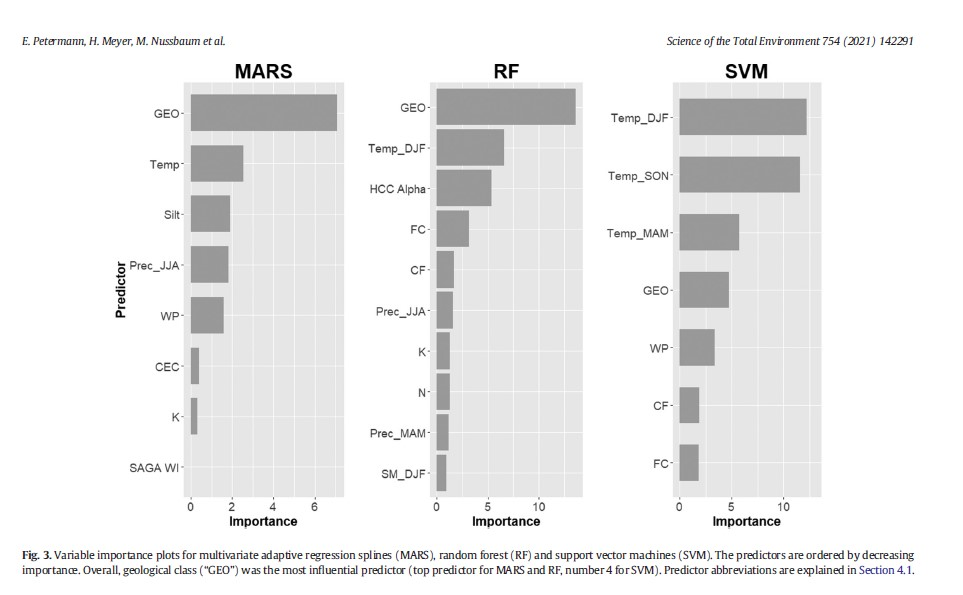 E. Petermann, H. Meyer, M. Nussbaum et al.
Science of the Total Environment 754 (2021) 142291
MARS
Predictor
GEO
Temp
Silt
Prec_JJA
WP
CEC
K
SAGA WI
0 2 4 6
Importance
RF
GEO
Temp_DJF
HCC Alpha
FC
CF
Prec_JJA
K
N
Prec_MAM
SM_DJF
0 5 10
Importance
SVM
Temp_DJF
Temp_SON
Temp_MAM
GEO
WP
CF
FC
0 5 10
Importance
Fig. 3. Variable importance plots for multivariate adaptive regression splines (MARS), random forest (RF) and support vector machines (SVM). The predictors are ordered by decreasing
importance. Overall, geological class (“GEO”) was the most influential predictor (top predictor for MARS and RF, number 4 for SVM). Predictor abbreviations are explained in Section 4.1.